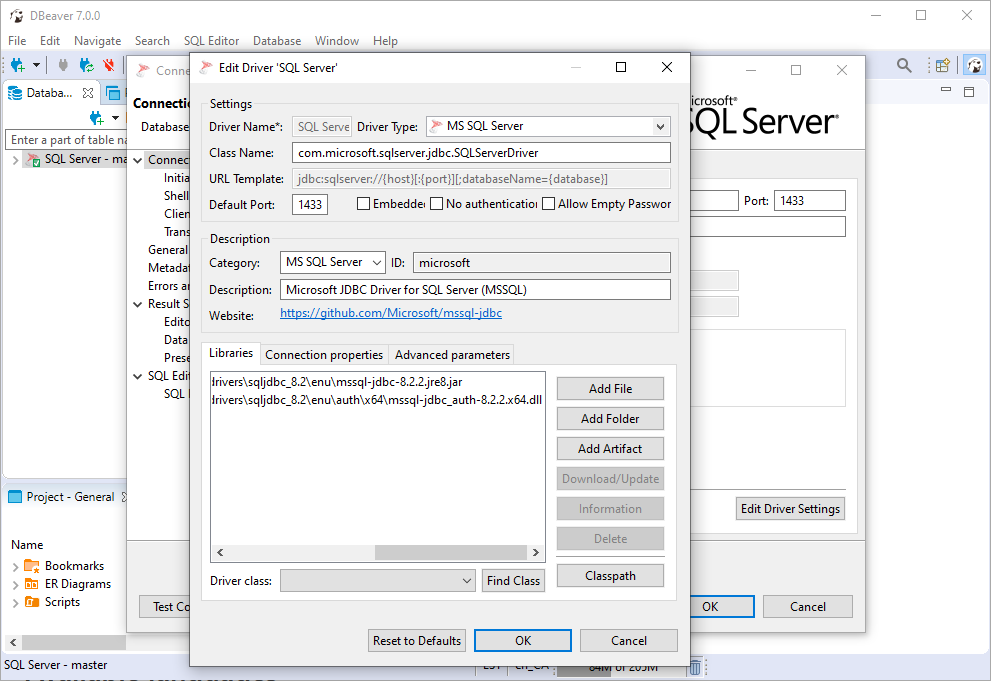 DBeaver 7.0.0
File Edit Navigate Search SQL Editor Database Window Help
Databa...
Enter a part of table na
SQL Server - ma
Project - General
Name
Bookmarks
ER Diagrams
Scripts
SQL Server - master
Conne
Connectio
Database
Connec
Initia
Shell
Clien
Trans
General
Metadat
Errors an
Result S
Edito
Data
Prese
SQL Edit
SQL
Test Co
Microsoft®
SQL Server®
Port: 1433
Edit Driver Settings
OK Cancel
Edit Driver 'SQL Server'
Settings
Driver Name*: SQL Serve Driver Type: MS SQL Server
Class Name: com.microsoft.sqlserver.jdbc.SQLServerDriver
URL Template: jdbc:sqlserver://{host}[:{port}][;databaseName={database}]
Default Port: 1433 Embedde No authentication Allow Empty Passwor
Description
Category: MS SQL Server ID: microsoft
Description: Microsoft JDBC Driver for SQL Server (MSSQL)
Website: https://github.com/Microsoft/mssql-jdbc
Libraries Connection properties Advanced parameters
drivers\sqljdbc_8.2\enu\mssql-jdbc-8.2.2.jre8.jar
drivers\sqljdbc_8.2\enu\auth\x64\mssql-jdbc_auth-8.2.2.x64.dll
Add File
Add Folder
Add Artifact
Download/Update
Information
Delete
Classpath
Driver class: Find Class
Reset to Defaults OK Cancel
EST en_CA 84M of 205M